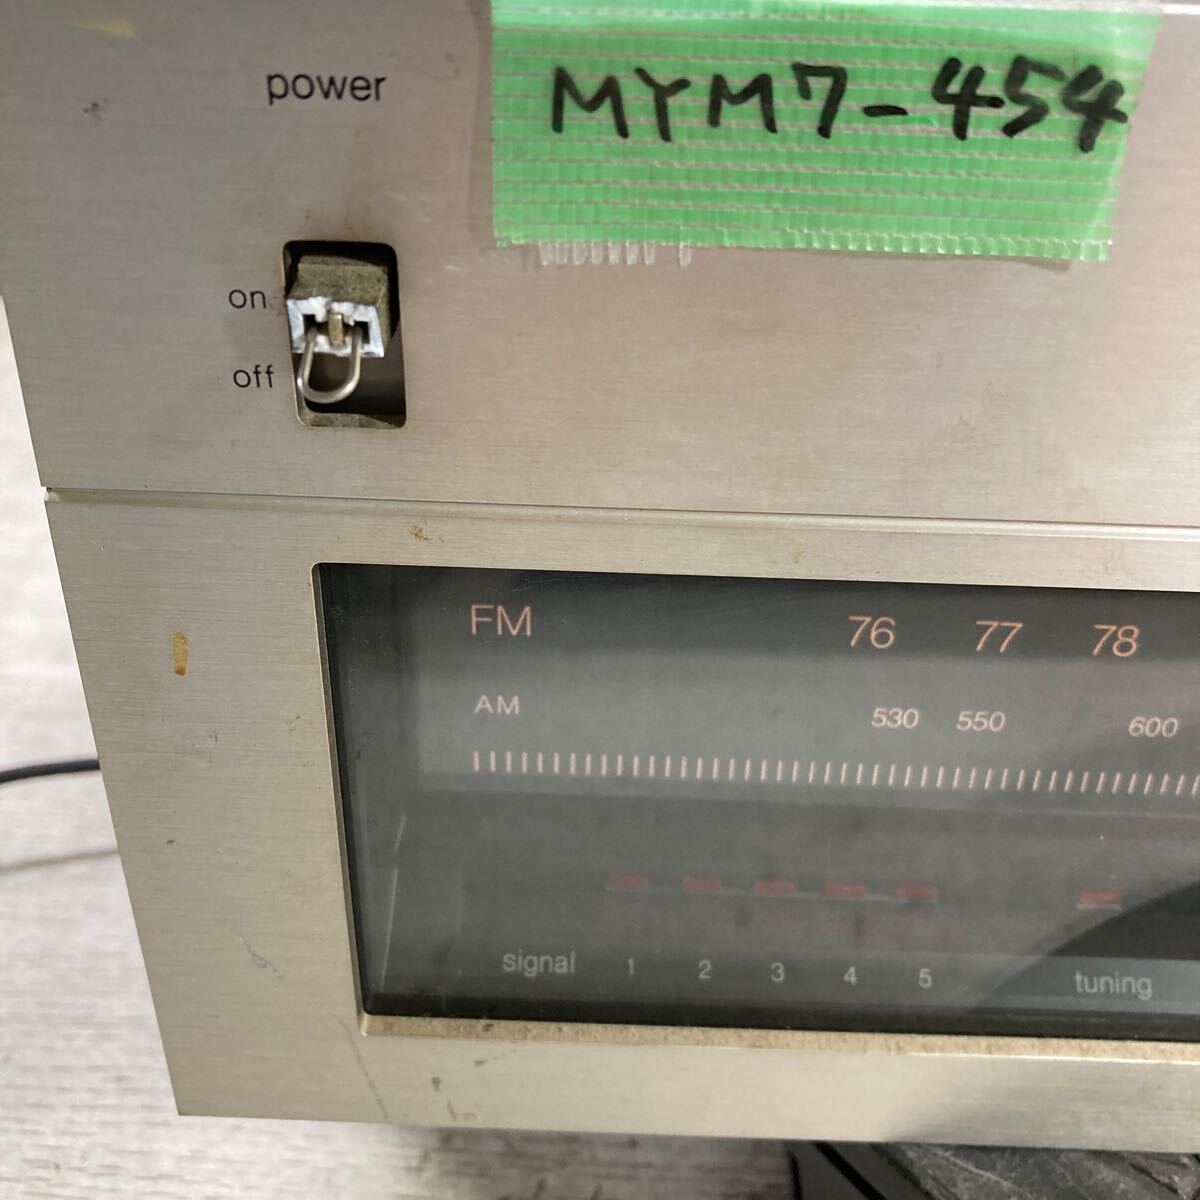 MYM7-454
power
on
off
FM 76 77 78
AM 530 550 600
signal 1 2 3 4 5 tuning